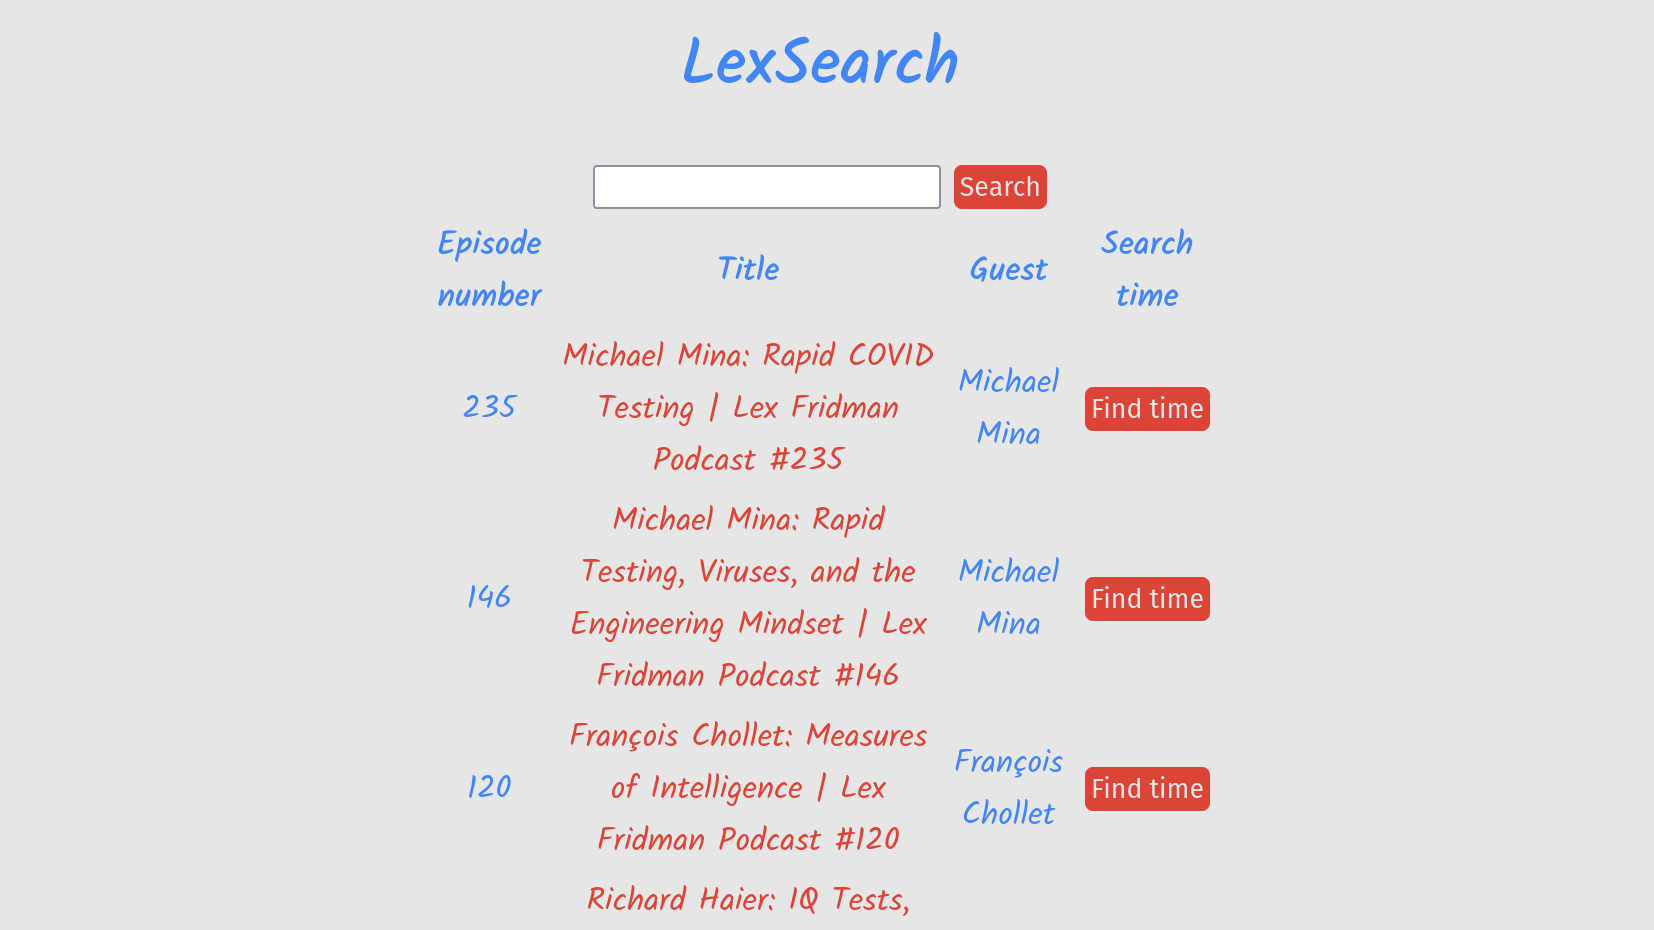 LexSearch
Search
Episode number
Title
Guest
Search time
235
Michael Mina: Rapid COVID
Testing | Lex Fridman
Podcast #235
Michael
Mina
Find time
146
Michael Mina: Rapid
Testing, Viruses, and the
Engineering Mindset | Lex
Fridman Podcast #146
Michael
Mina
Find time
120
François Chollet: Measures
of Intelligence | Lex
Fridman Podcast #120
François
Chollet
Find time
Richard Haier: IQ Tests,